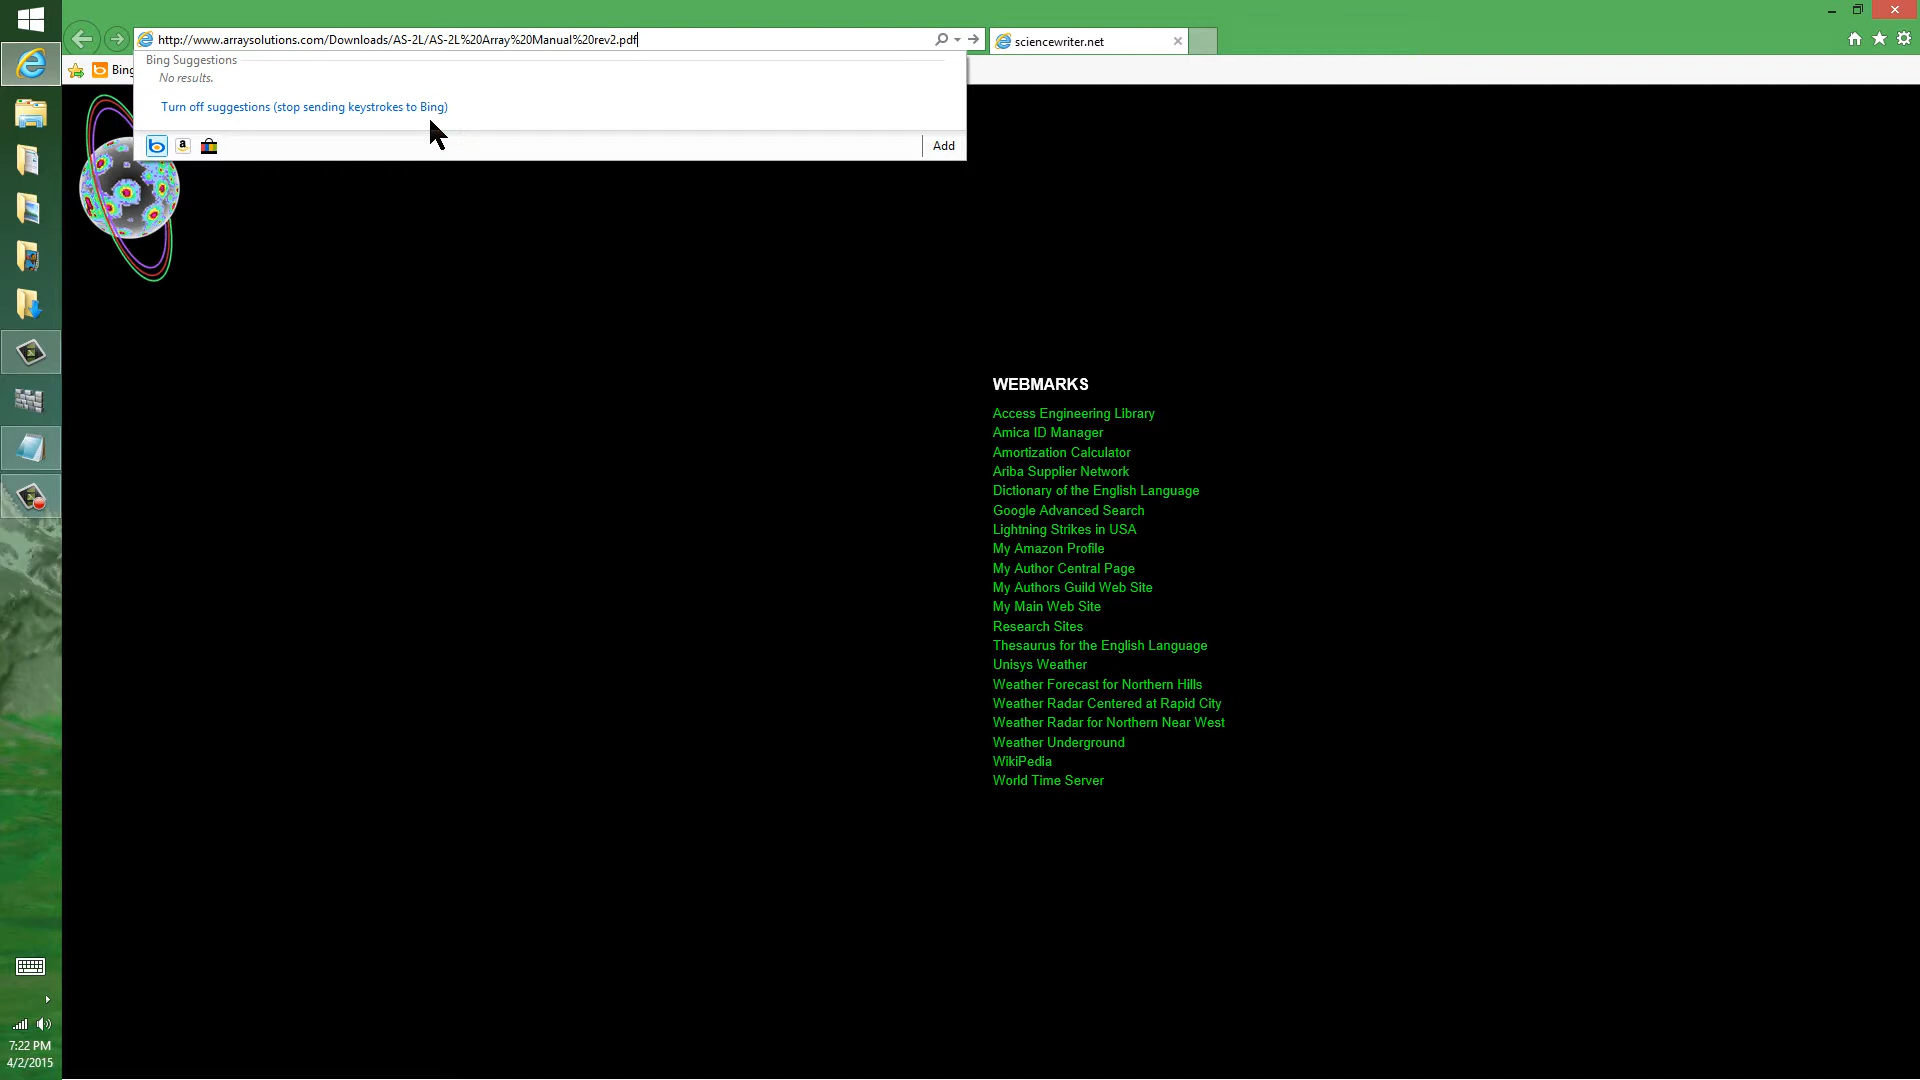 http://www.arraysolutions.com/Downloads/AS-2L/AS-2L%20Array%20Manual%20rev2.pdf
sciencewriter.net
Bing
Bing Suggestions
No results.
Turn off suggestions (stop sending keystrokes to Bing)
Add
WEBMARKS
Access Engineering Library
Amica ID Manager
Amortization Calculator
Ariba Supplier Network
Dictionary of the English Language
Google Advanced Search
Lightning Strikes in USA
My Amazon Profile
My Author Central Page
My Authors Guild Web Site
My Main Web Site
Research Sites
Thesaurus for the English Language
Unisys Weather
Weather Forecast for Northern Hills
Weather Radar Centered at Rapid City
Weather Radar for Northern Near West
Weather Underground
WikiPedia
World Time Server
7:22 PM
4/2/2015